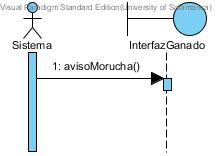 Visual Paradigm Standard Edition(University of Salamanca)
Sistema
InterfazGanado
1: avisoMorucha()